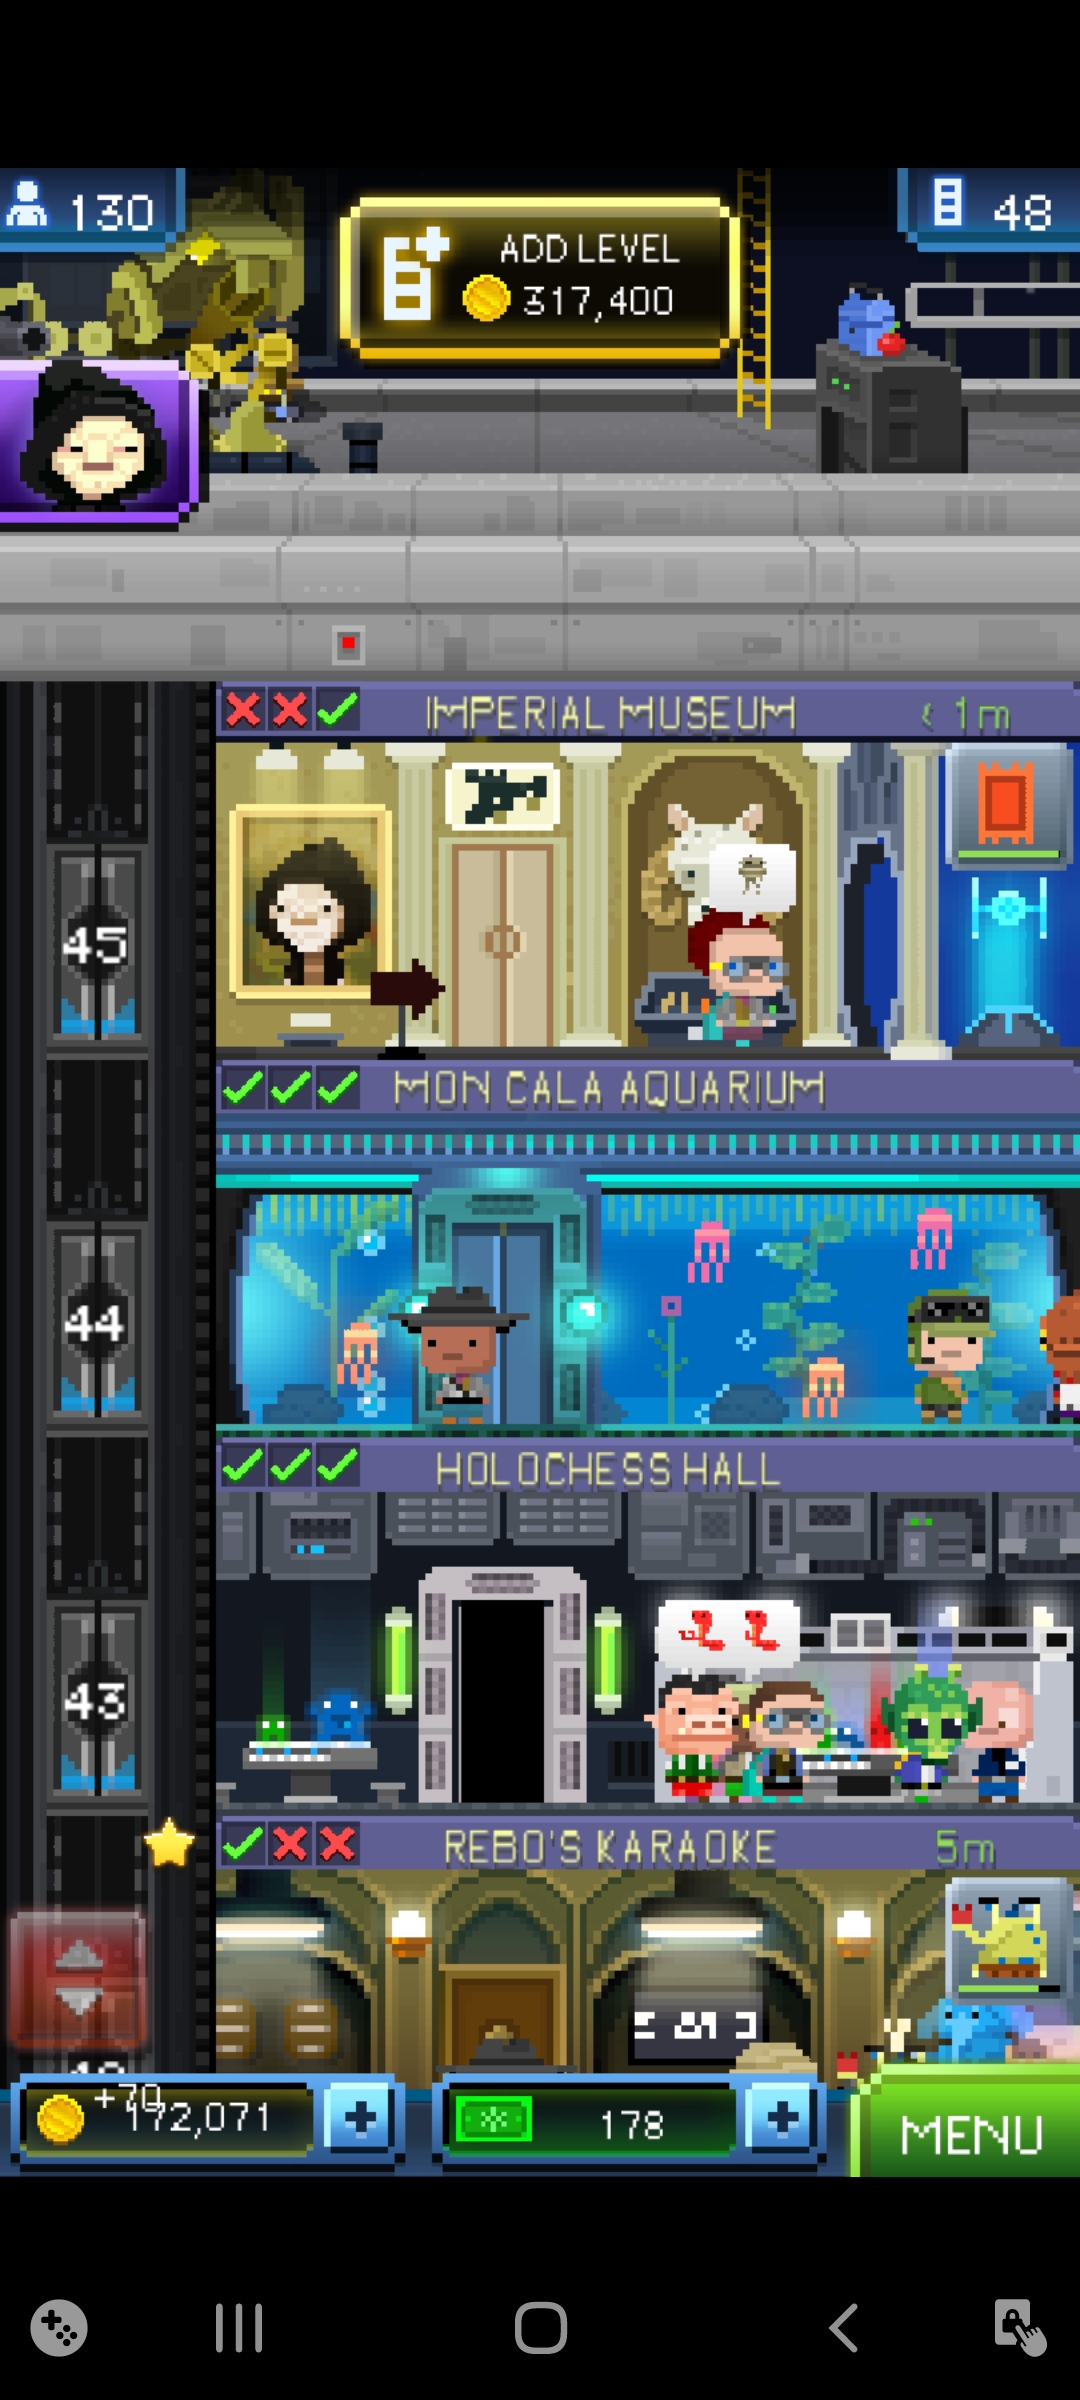 130
ADD LEVEL
317,400
48
IMPERIAL MUSEUM
< 1m
45
MON CALA AQUARIUM
44
HOLOCHESS HALL
43
REBO'S KARAOKE
5m
+70
172,071
178
MENU